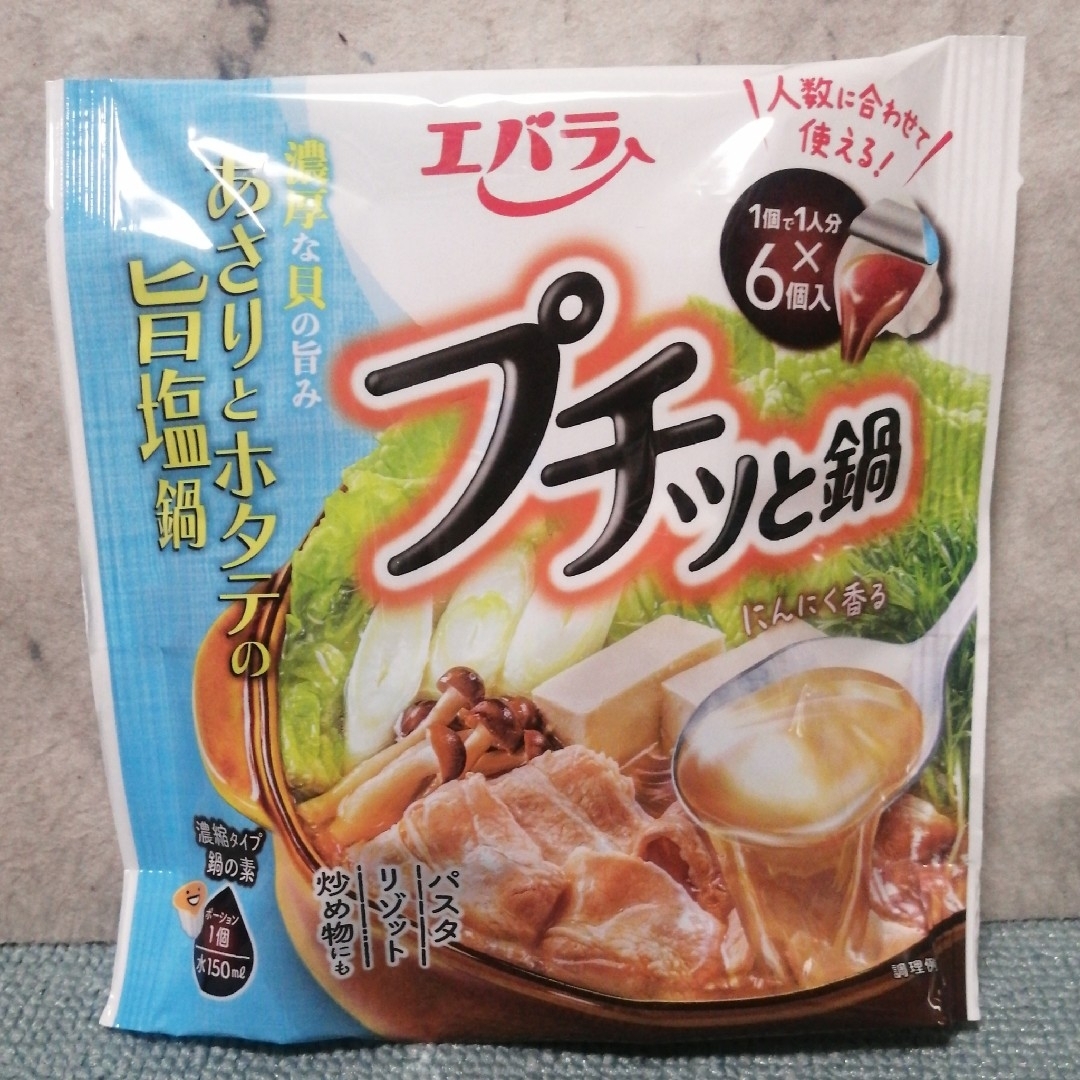 エバラ
人数に合わせて
使える!
1個で1人分
×
6個入
濃厚な貝の旨み
あさりとホタテの
旨塩鍋
プチッと鍋
にんにく香る
濃縮タイプ
鍋の素
ポーション
1個
水150mℓ
パスタ
リゾット
炒め物にも
調理例